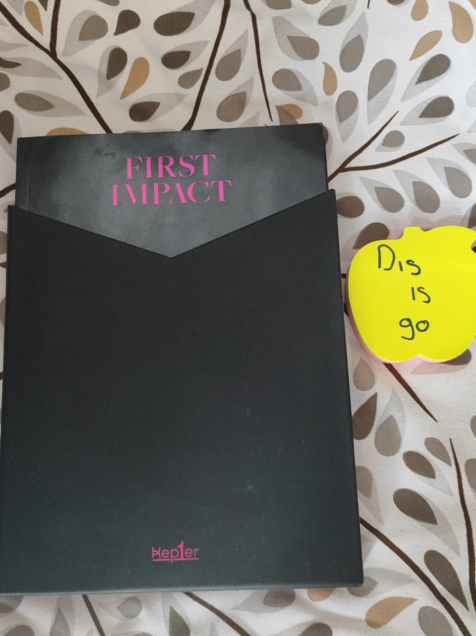 FIRST
IMPACT
Kep1er
Dis
is
go